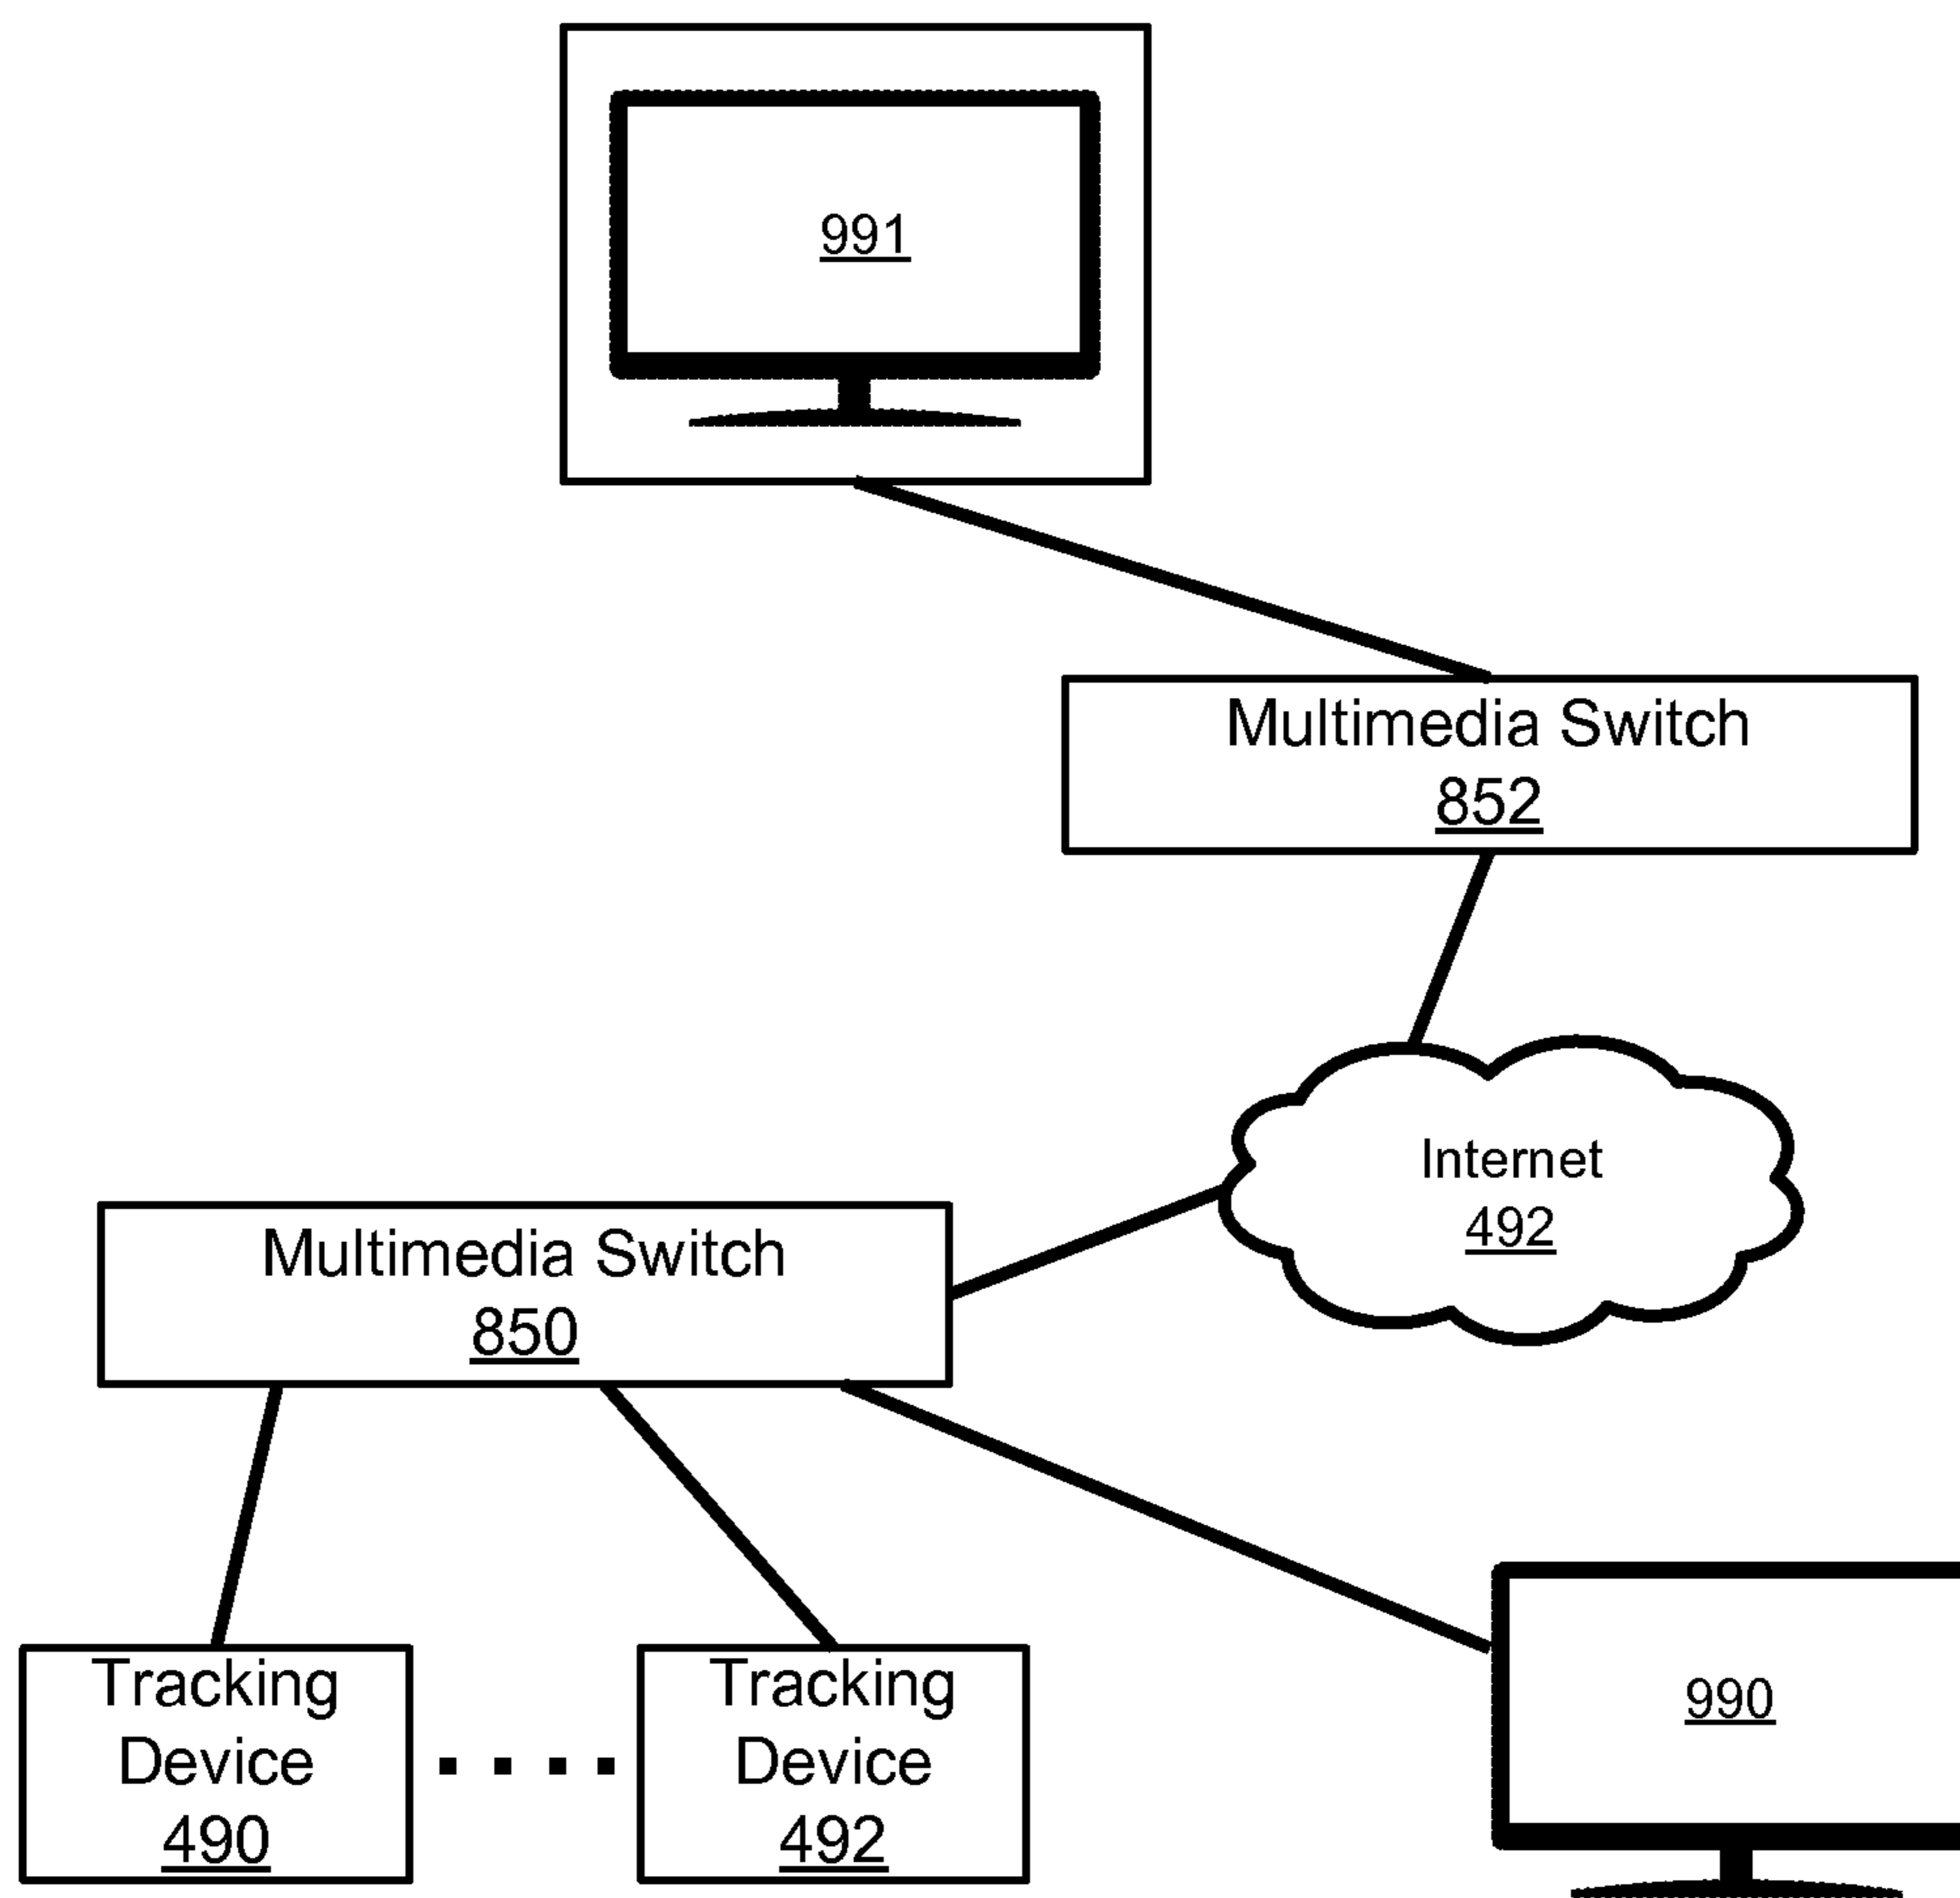 991
Multimedia Switch
852
Internet
492
Multimedia Switch
850
Tracking
Device
490
Tracking
Device
492
990